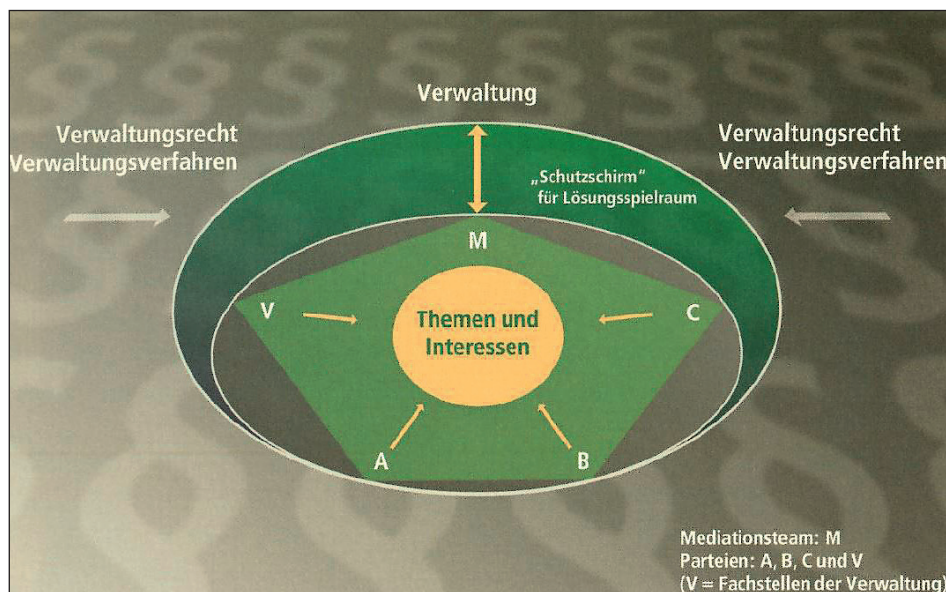 Verwaltung
Verwaltungsrecht
Verwaltungsverfahren
Verwaltungsrecht
Verwaltungsverfahren
„Schutzschirm“
für Lösungsspielraum
M
V
C
Themen und
Interessen
A
B
Mediationsteam: M
Parteien: A, B, C und V
(V = Fachstellen der Verwaltung)